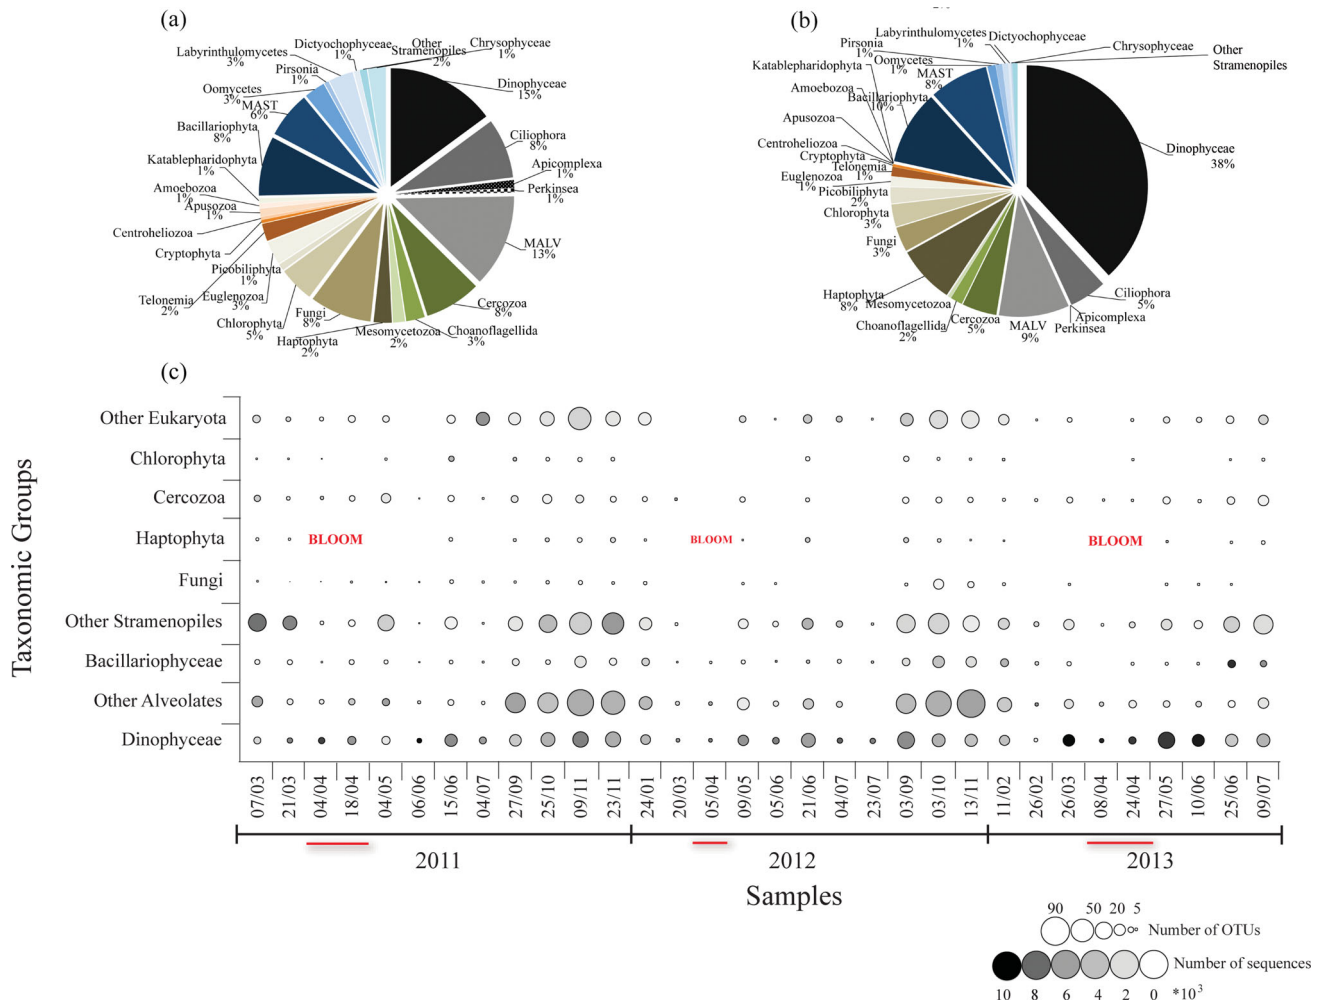 (a)
Dictyochophyceae
1%
Other
Stramenopiles
2%
Chrysophyceae
1%
Labyrinthulomycetes
3%
Pirsonia
1%
Oomycetes
3%
MAST
6%
Bacillariophyta
8%
Katablepharidophyta
1%
Amoebozoa
1%
Apusozoa
1%
Centroheliozoa
Cryptophyta
Picobiliphyta
1%
Telonemia
2%
Euglenozoa
3%
Chlorophyta
5%
Fungi
8%
Haptophyta
2%
Mesomycetozoa
2%
Choanoflagellida
3%
Cercozoa
8%
MALV
13%
Perkinsea
1%
Apicomplexa
1%
Ciliophora
8%
Dinophyceae
15%
(b)
Labyrinthulomycetes
1%
Dictyochophyceae
Chrysophyceae
Other
Stramenopiles
Pirsonia
1%
Oomycetes
1%
Katablepharidophyta
MAST
8%
Amoebozoa
Bacillariophyta
10%
Apusozoa
Centroheliozoa
Cryptophyta
Telonemia
1%
Euglenozoa
1%
Picobiliphyta
2%
Chlorophyta
3%
Fungi
3%
Haptophyta
8%
Mesomycetozoa
Choanoflagellida
2%
Cercozoa
5%
MALV
9%
Perkinsea
Apicomplexa
Ciliophora
5%
Dinophyceae
38%
(c)
Taxonomic Groups
Other Eukaryota
Chlorophyta
Cercozoa
Haptophyta
BLOOM
BLOOM
BLOOM
Fungi
Other Stramenopiles
Bacillariophyceae
Other Alveolates
Dinophyceae
07/03
21/03
04/04
18/04
04/05
06/06
15/06
04/07
27/09
25/10
09/11
23/11
24/01
20/03
05/04
09/05
05/06
21/06
04/07
23/07
03/09
03/10
13/11
11/02
26/02
26/03
08/04
24/04
27/05
10/06
25/06
09/07
2011
2012
2013
Samples
90 50 20 5
Number of OTUs
Number of sequences
10 8 6 4 2 0 *10³